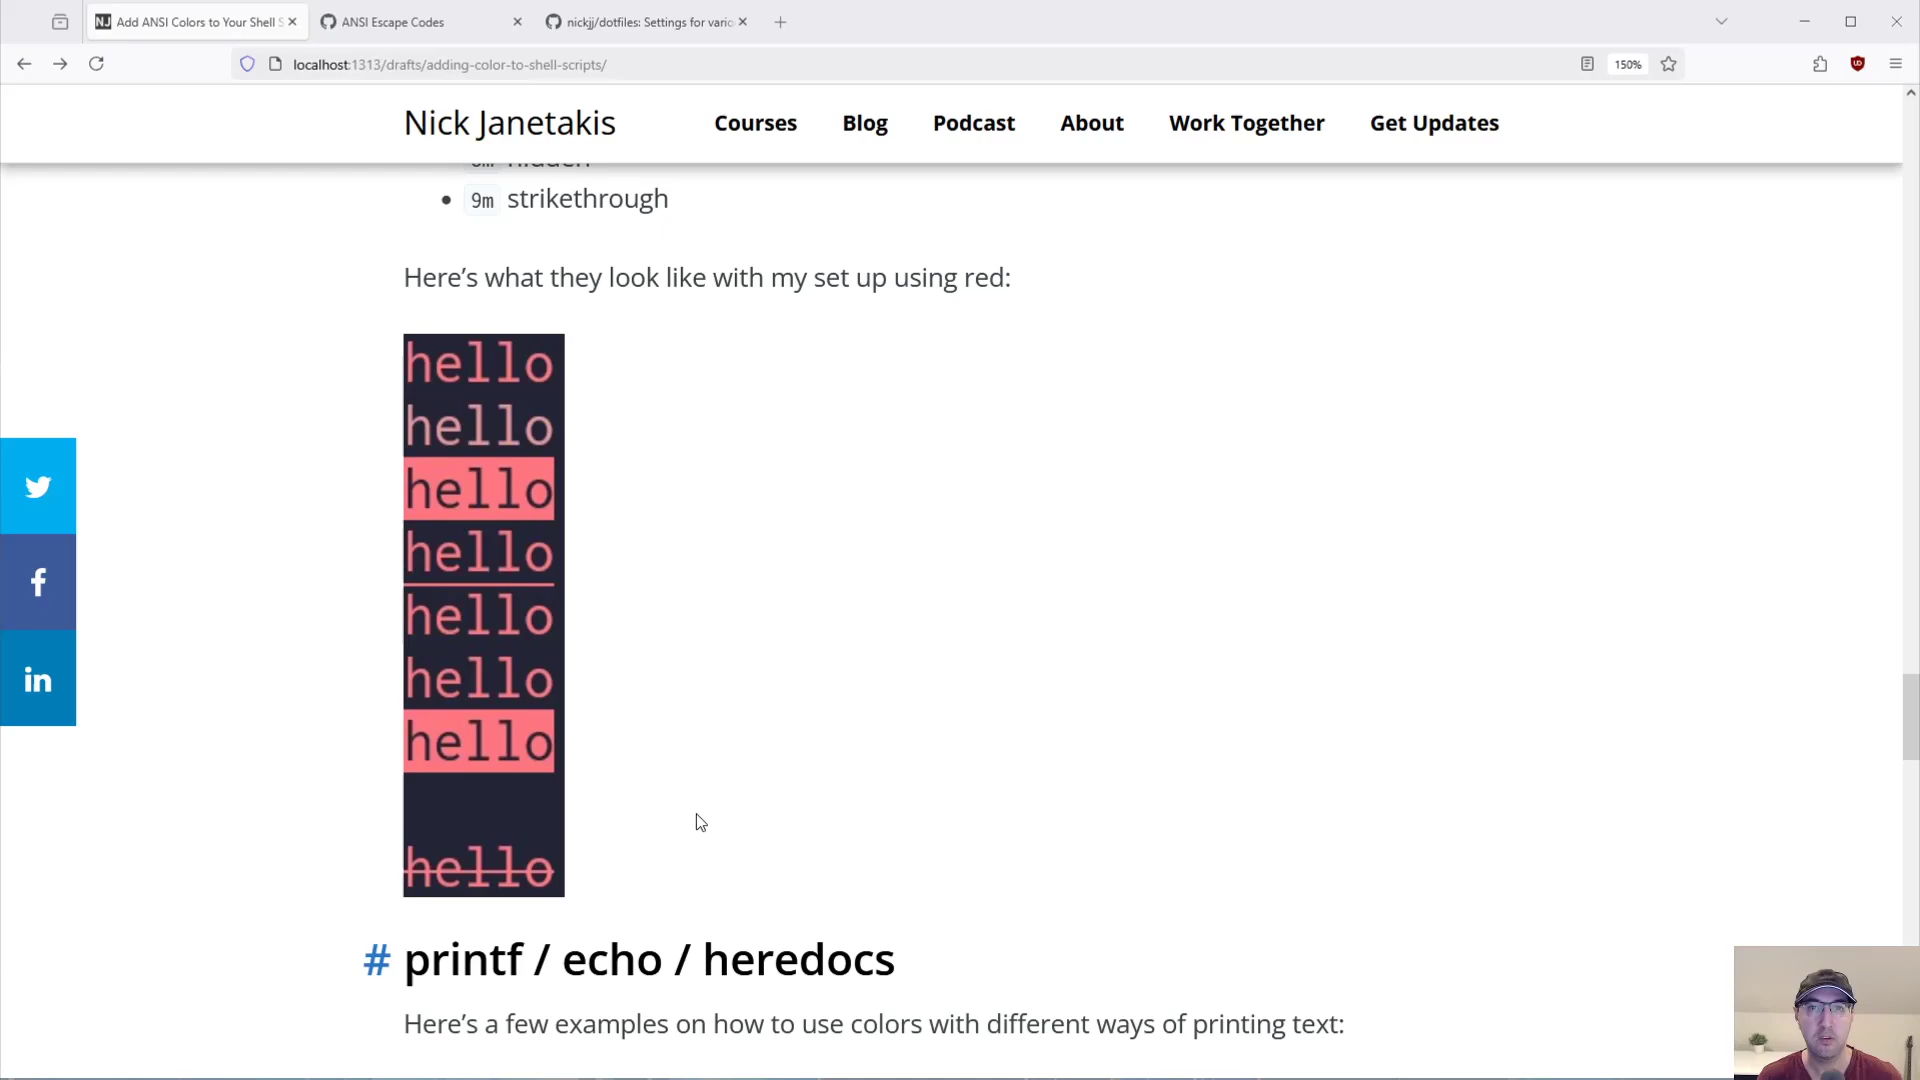 Add ANSI Colors to Your Shell S
ANSI Escape Codes
nickjj/dotfiles: Settings for vario
localhost:1313/drafts/adding-color-to-shell-scripts/
150%
Nick Janetakis
Courses
Blog
Podcast
About
Work Together
Get Updates
9m strikethrough
Here’s what they look like with my set up using red:
hello
hello
hello
hello
hello
hello
hello
hello
# printf / echo / heredocs
Here’s a few examples on how to use colors with different ways of printing text: